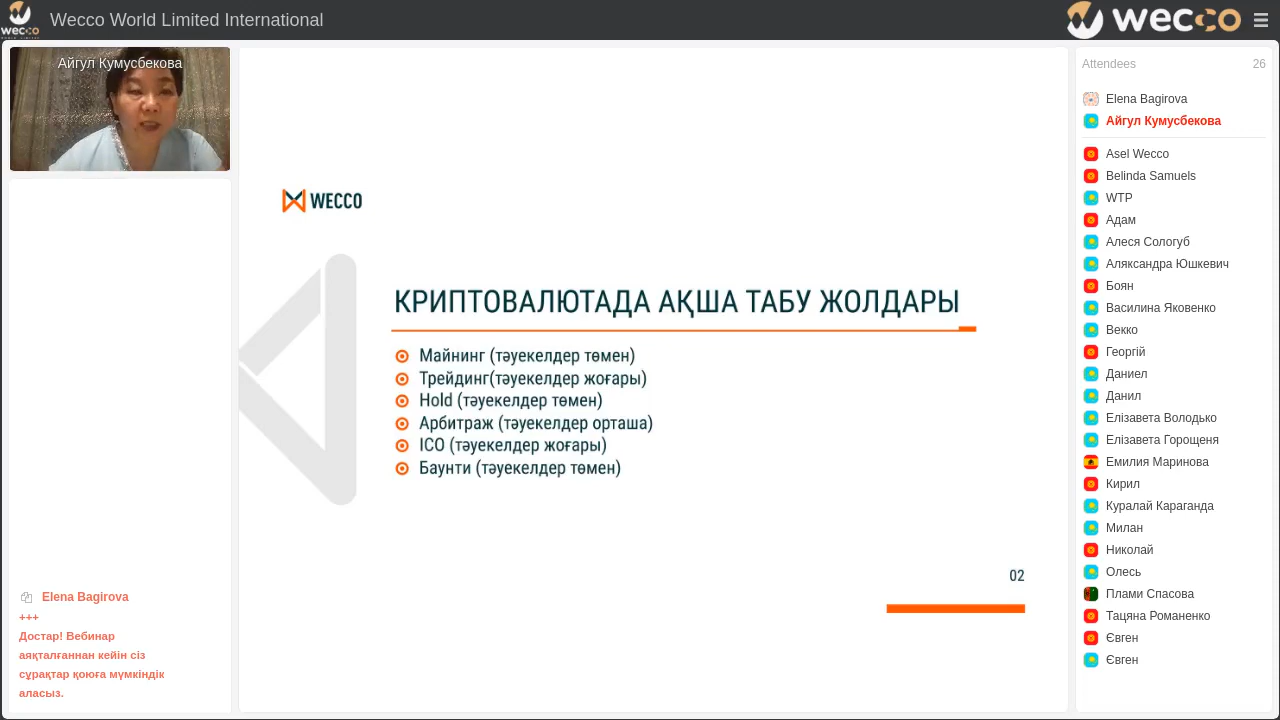 wecco
Wecco World Limited International
wecco
Айгул Кумусбекова
Elena Bagirova
+++
Достар! Вебинар
аяқталғаннан кейін сіз
сұрақтар қоюға мүмкіндік
аласыз.
WECCO
КРИПТОВАЛЮТАДА АҚША ТАБУ ЖОЛДАРЫ
Майнинг (тәуекелдер төмен)
Трейдинг(тәуекелдер жоғары)
Hold (тәуекелдер төмен)
Арбитраж (тәуекелдер орташа)
ICO (тәуекелдер жоғары)
Баунти (тәуекелдер төмен)
02
Attendees 26
Elena Bagirova
Айгул Кумусбекова
Asel Wecco
Belinda Samuels
WTP
Адам
Алеся Сологуб
Аляксандра Юшкевич
Боян
Василина Яковенко
Векко
Георгій
Даниел
Данил
Елізавета Володько
Елізавета Горощеня
Емилия Маринова
Кирил
Куралай Караганда
Милан
Николай
Олесь
Плами Спасова
Тацяна Романенко
Євген
Євген